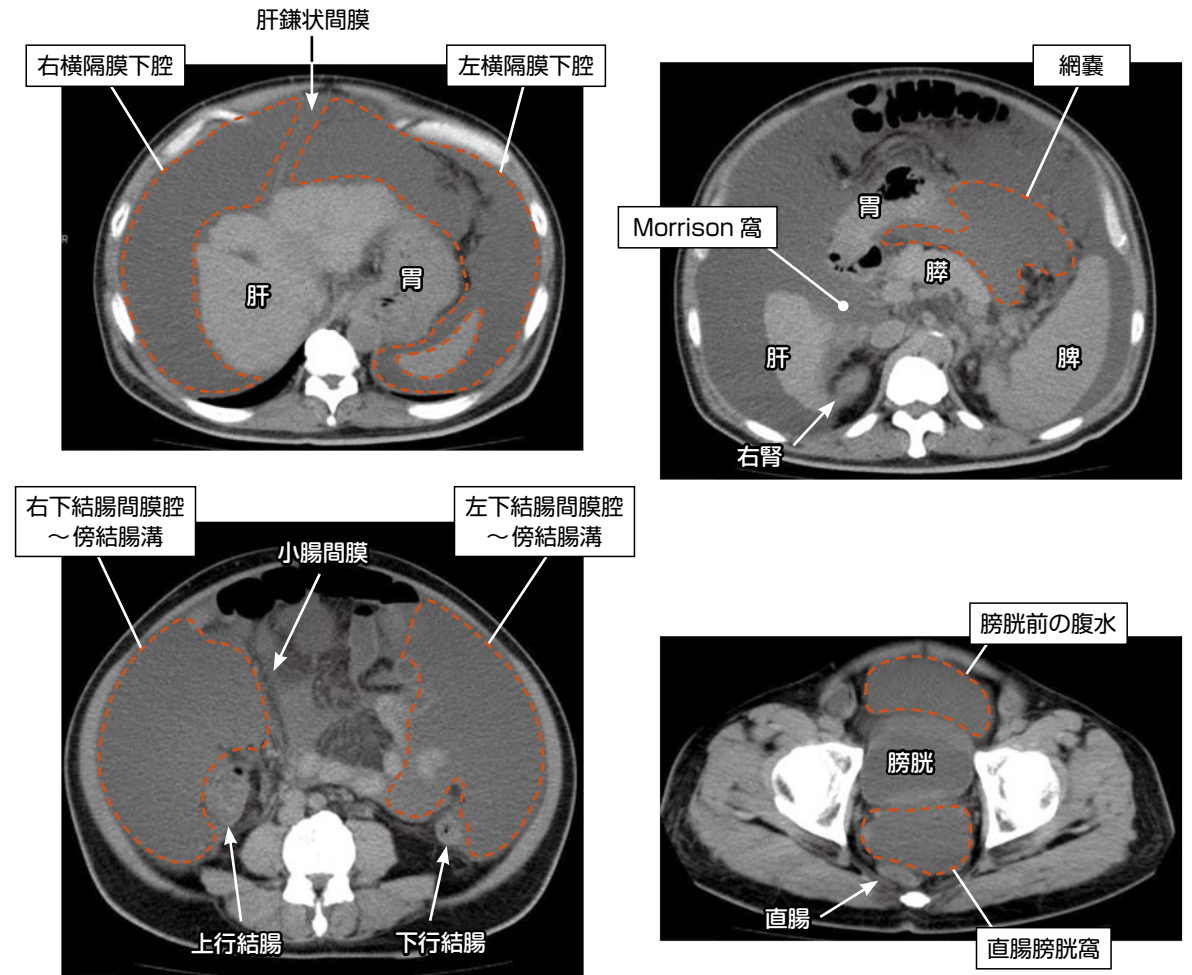 肝鎌状間膜
右横隔膜下腔
左横隔膜下腔
肝
胃
R
網嚢
Morrison 窩
胃
膵
肝
脾
右腎
右下結腸間膜腔
～傍結腸溝
左下結腸間膜腔
～傍結腸溝
小腸間膜
上行結腸
下行結腸
膀胱前の腹水
膀胱
直腸
直腸膀胱窩